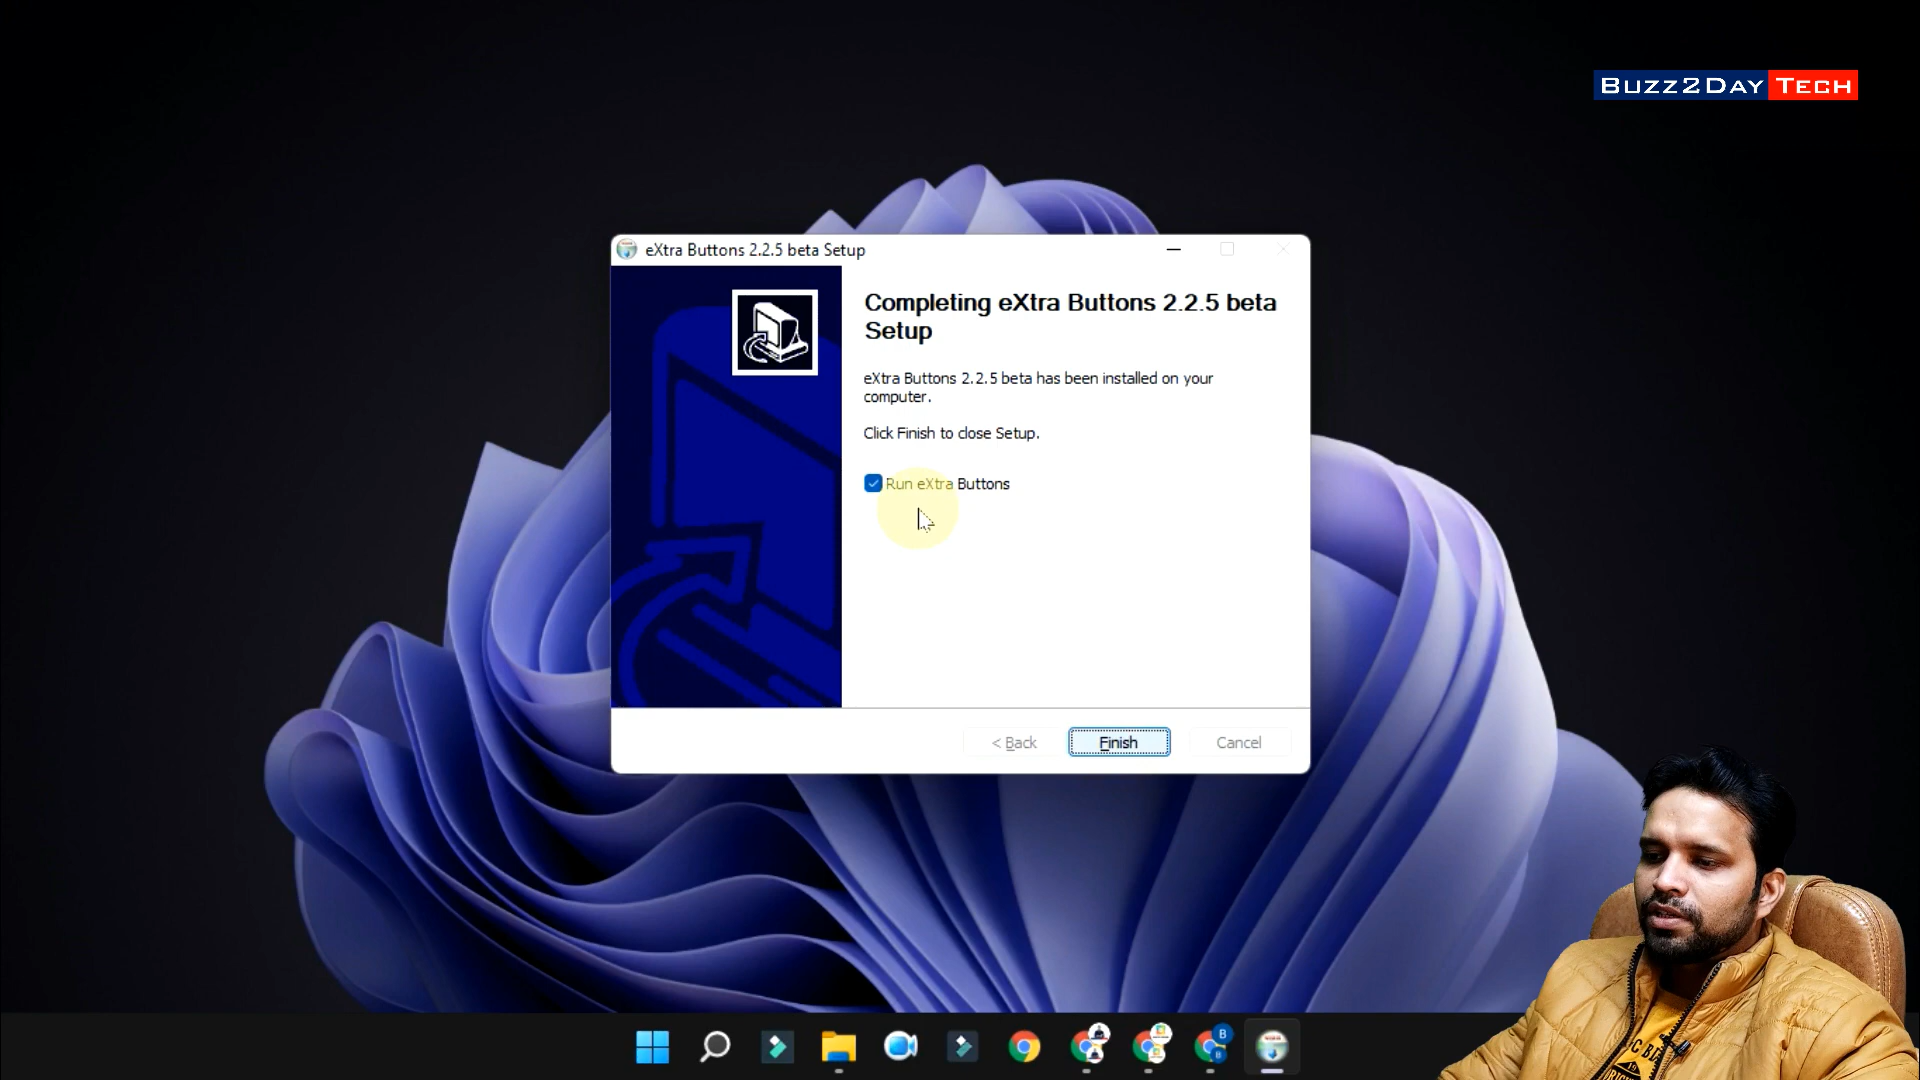 BUZZ2DAY TECH
eXtra Buttons 2.2.5 beta Setup
Completing eXtra Buttons 2.2.5 beta
Setup
eXtra Buttons 2.2.5 beta has been installed on your
computer.
Click Finish to close Setup.
Run eXtra Buttons
< Back
Finish
Cancel
B
B